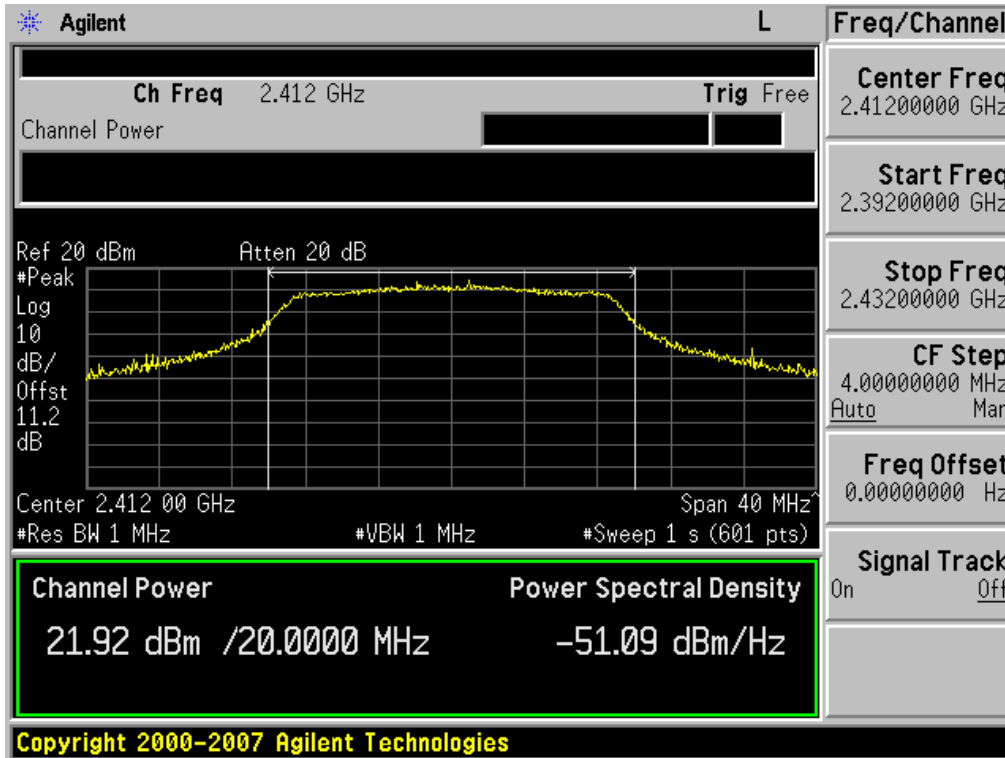 Agilent L Freq/Channel
Ch Freq 2.412 GHz Trig Free
Channel Power
Center Freq
2.41200000 GHz
Start Freq
2.39200000 GHz
Stop Freq
2.43200000 GHz
CF Step
4.00000000 MHz
Auto Man
Freq Offset
0.00000000 Hz
Signal Track
On Off
Ref 20 dBm Atten 20 dB
#Peak
Log
10
dB/
Offst
11.2
dB
Center 2.412 00 GHz Span 40 MHz^
#Res BW 1 MHz #VBW 1 MHz #Sweep 1 s (601 pts)
Channel Power Power Spectral Density
21.92 dBm /20.0000 MHz -51.09 dBm/Hz
Copyright 2000-2007 Agilent Technologies